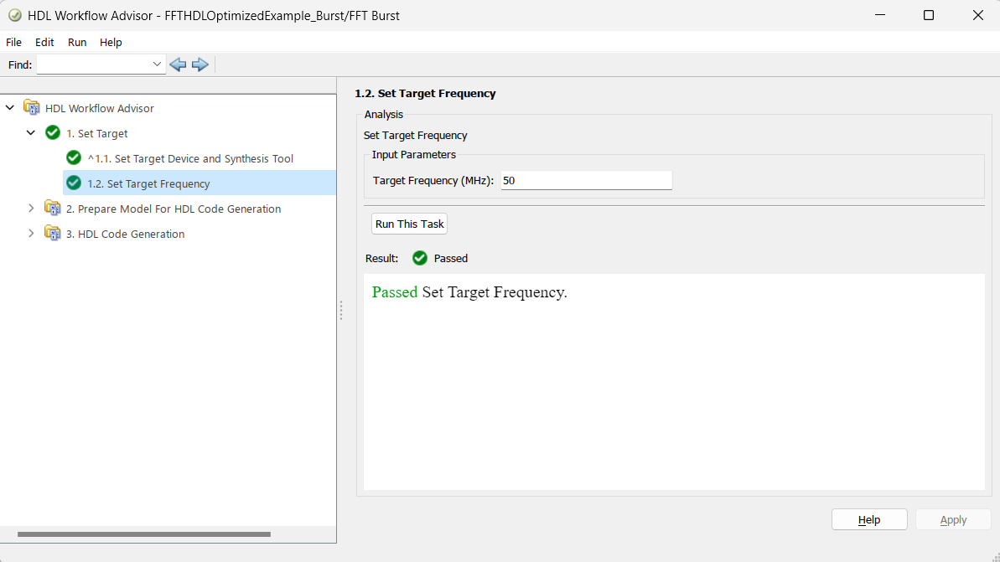 HDL Workflow Advisor - FFTHDLOptimizedExample_Burst/FFT Burst
File Edit Run Help
Find:
HDL Workflow Advisor
1. Set Target
^1.1. Set Target Device and Synthesis Tool
1.2. Set Target Frequency
2. Prepare Model For HDL Code Generation
3. HDL Code Generation
1.2. Set Target Frequency
Analysis
Set Target Frequency
Input Parameters
Target Frequency (MHz): 50
Run This Task
Result: Passed
Passed Set Target Frequency.
Help Apply